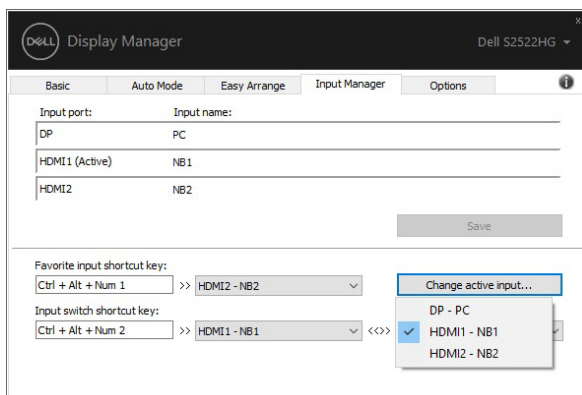 DELL Display Manager Dell S2522HG
x
Basic Auto Mode Easy Arrange Input Manager Options i
Input port: Input name:
DP PC
HDMI1 (Active) NB1
HDMI2 NB2
Save
Favorite input shortcut key:
Ctrl + Alt + Num 1 >> HDMI2 - NB2 Change active input...
DP - PC
Input switch shortcut key:
Ctrl + Alt + Num 2 >> HDMI1 - NB1 <<>> ✓ HDMI1 - NB1
HDMI2 - NB2